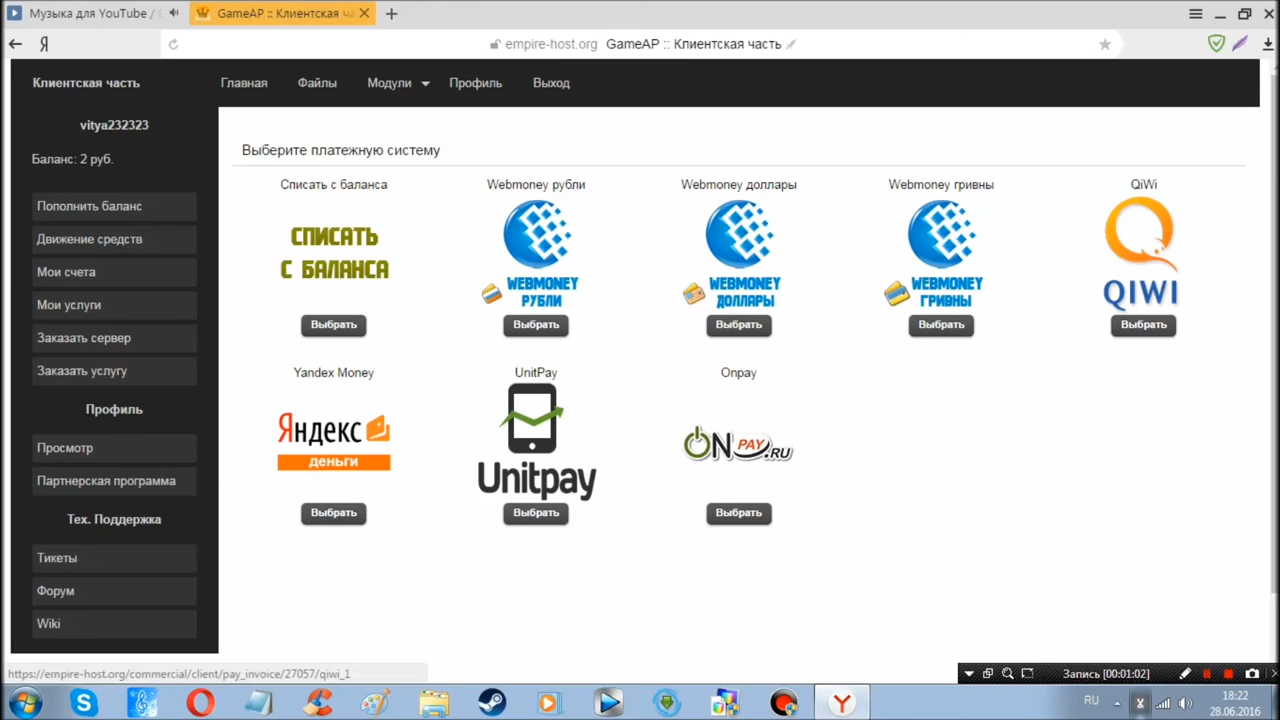 Музыка для YouTube / Б
GameAP :: Клиентская ча
Я
empire-host.org GameAP :: Клиентская часть
Клиентская часть
Главная
Файлы
Модули
Профиль
Выход
vitya232323
Баланс: 2 руб.
Пополнить баланс
Движение средств
Мои счета
Мои услуги
Заказать сервер
Заказать услугу
Профиль
Просмотр
Партнерская программа
Тех. Поддержка
Тикеты
Форум
Wiki
Выберите платежную систему
Списать с баланса
Webmoney рубли
Webmoney доллары
Webmoney гривны
QiWi
СПИСАТЬ
С БАЛАНСА
WEBMONEY
РУБЛИ
WEBMONEY
ДОЛЛАРЫ
WEBMONEY
ГРИВНЫ
QIWI
Выбрать
Выбрать
Выбрать
Выбрать
Выбрать
Yandex Money
UnitPay
Onpay
Яндекс
деньги
Unitpay
ONPAY.RU
Выбрать
Выбрать
Выбрать
https://empire-host.org/commercial/client/pay_invoice/27057/qiwi_1
Запись [00:01:02]
RU
18:22
28.06.2016